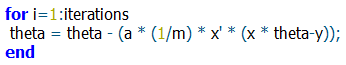 for i=1:iterations
theta = theta - (a * (1/m) * x' * (x * theta-y));
end